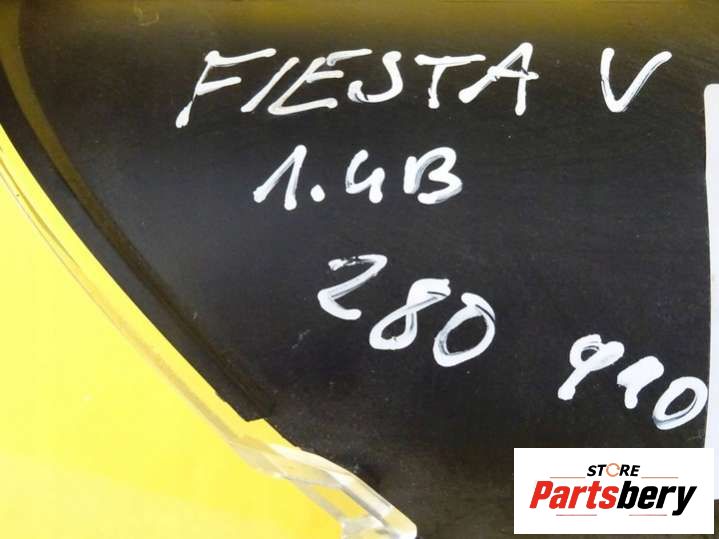 FIESTA V
1.4B
280
910
STORE
Partsbery